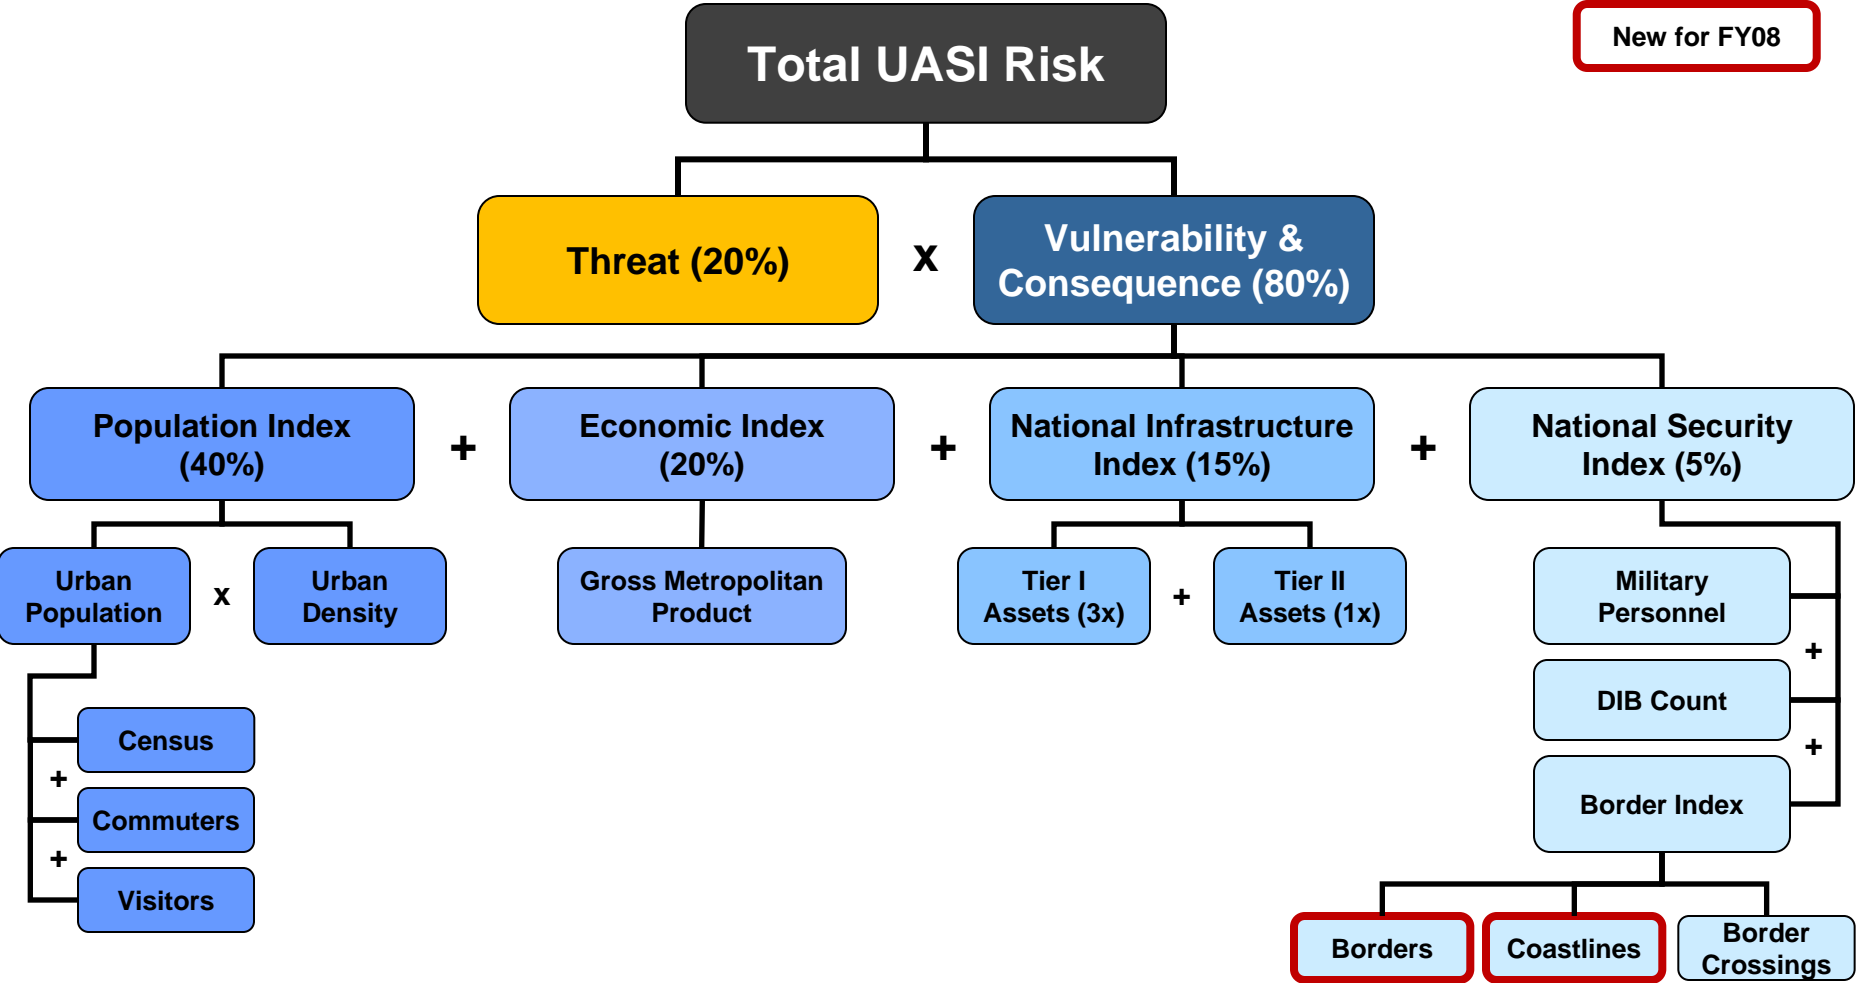 New for FY08
Total UASI Risk
Threat (20%)
x
Vulnerability &
Consequence (80%)
Population Index
(40%)
+
Economic Index
(20%)
+
National Infrastructure
Index (15%)
+
National Security
Index (5%)
Urban
Population
x
Urban
Density
Gross Metropolitan
Product
Tier I
Assets (3x)
+
Tier II
Assets (1x)
Military
Personnel
+
DIB Count
+
Border Index
Census
+
Commuters
+
Visitors
Borders
Coastlines
Border
Crossings